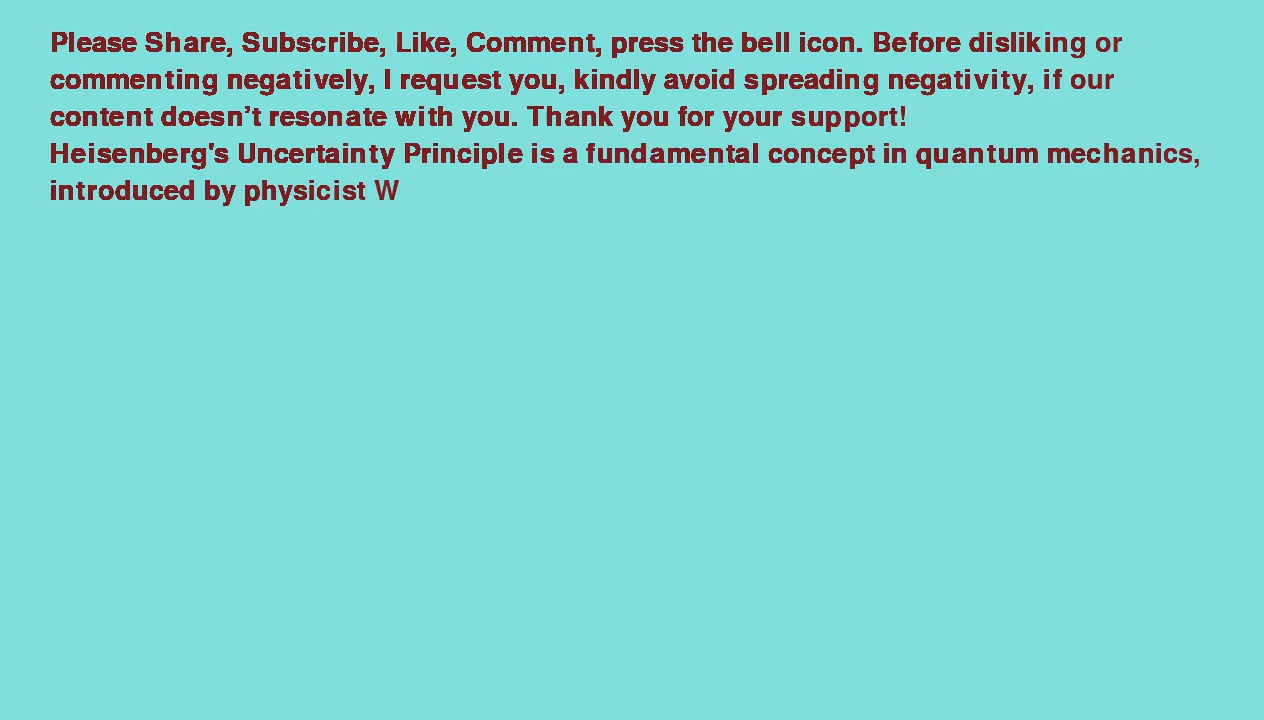 Please Share, Subscribe, Like, Comment, press the bell icon. Before disliking or
commenting negatively, I request you, kindly avoid spreading negativity, if our
content doesn’t resonate with you. Thank you for your support!
Heisenberg's Uncertainty Principle is a fundamental concept in quantum mechanics,
introduced by physicist W